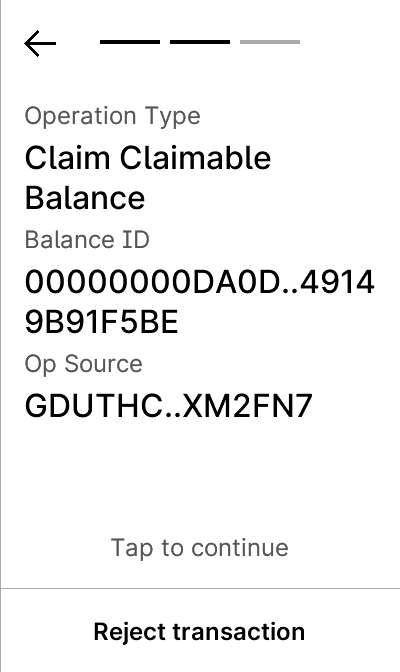 Operation Type
Claim Claimable
Balance
Balance ID
00000000DA0D..4914
9B91F5BE
Op Source
GDUTHC..XM2FN7
Tap to continue
Reject transaction